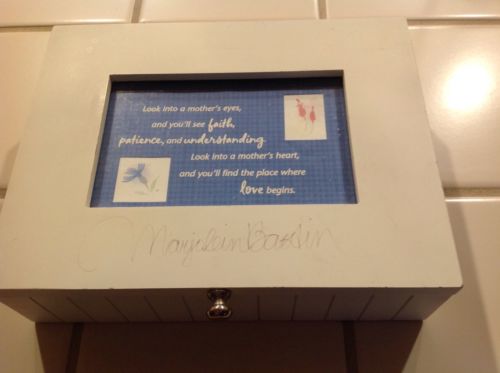 Look into a mother's eyes,
and you'll see faith,
patience, and understanding.
Look into a mother's heart,
and you'll find the place where
love begins.
Marjolein Bastin